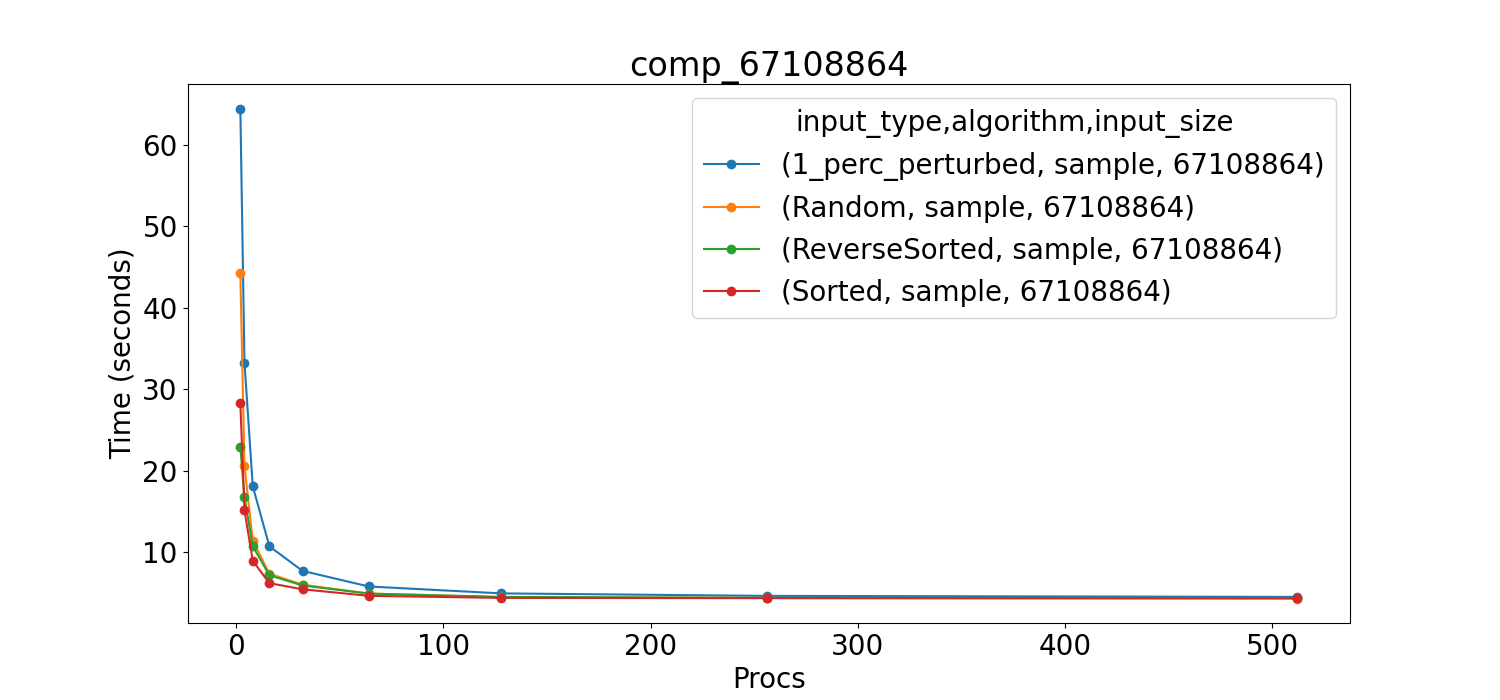 comp_67108864
input_type,algorithm,input_size
(1_perc_perturbed, sample, 67108864)
(Random, sample, 67108864)
(ReverseSorted, sample, 67108864)
(Sorted, sample, 67108864)
Time (seconds)
60
50
40
30
20
10
0 100 200 300 400 500
Procs